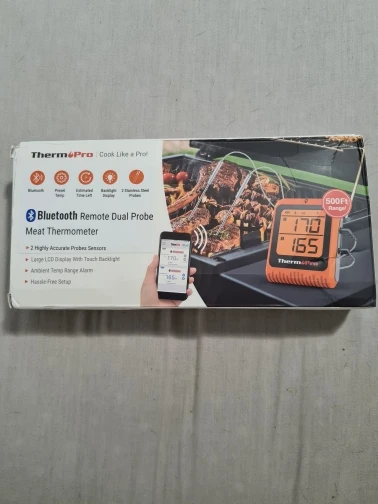 ThermoPro | Cook Like a Pro!
Bluetooth
Preset Temp
Estimated Time Left
Backlight Display
2 Stainless Steel Probes
Bluetooth Remote Dual Probe
Meat Thermometer
2 Highly Accurate Probes Sensors
Large LCD Display With Touch Backlight
Ambient Temp Range Alarm
Hassle-Free Setup
500Ft
Range!
170
165
ThermoPro
170
165